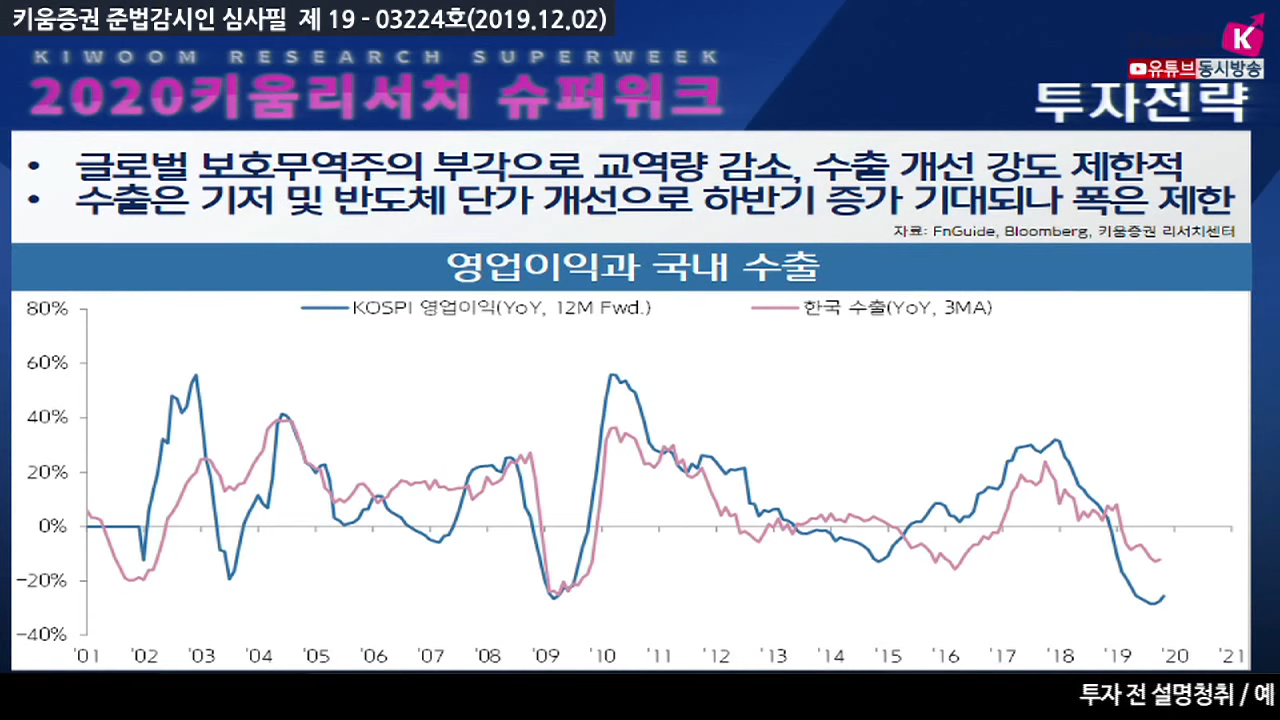 키움증권 준법감시인 심사필 제 19 - 03224호(2019.12.02)
KIWOOM RESEARCH SUPERWEEK
2020키움리서치 슈퍼위크
K
유튜브동시방송
투자전략
• 글로벌 보호무역주의 부각으로 교역량 감소, 수출 개선 강도 제한적
• 수출은 기저 및 반도체 단가 개선으로 하반기 증가 기대되나 폭은 제한
자료: FnGuide, Bloomberg, 키움증권 리서치센터
영업이익과 국내 수출
KOSPI 영업이익(YoY, 12M Fwd.) 한국 수출(YoY, 3MA)
80%
60%
40%
20%
0%
-20%
-40%
'01 '02 '03 '04 '05 '06 '07 '08 '09 '10 '11 '12 '13 '14 '15 '16 '17 '18 '19 '20 '21
투자 전 설명청취 / 예